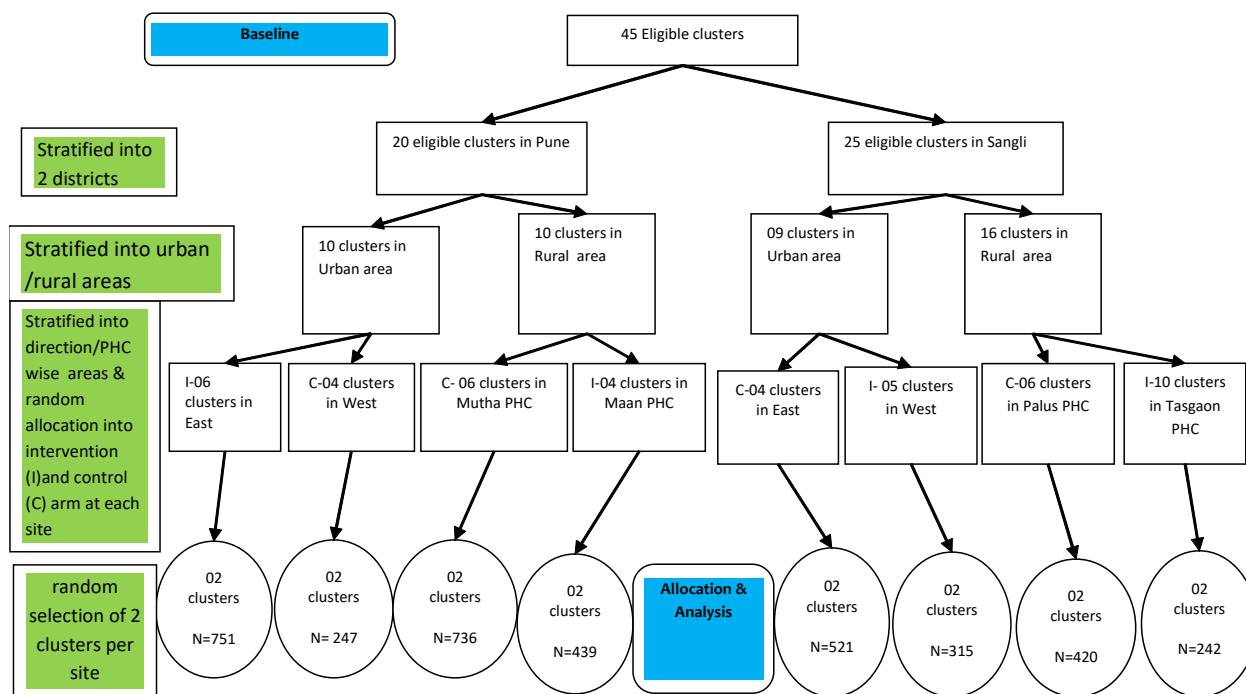 Baseline
45 Eligible clusters
Stratified into
2 districts
20 eligible clusters in Pune
25 eligible clusters in Sangli
Stratified into urban
/rural areas
10 clusters in
Urban area
10 clusters in
Rural area
09 clusters in
Urban area
16 clusters in
Rural area
Stratified into
direction/PHC
wise areas &
random
allocation into
intervention
(I)and control
(C) arm at each
site
I-06
clusters in
East
C-04 clusters
in West
C- 06 clusters in
Mutha PHC
I-04 clusters in
Maan PHC
C-04 clusters
in East
I- 05 clusters
in West
C-06 clusters
in Palus PHC
I-10 clusters
in Tasgaon
PHC
random
selection of 2
clusters per
site
02
clusters
N=751
02
clusters
N= 247
02
clusters
N=736
02
clusters
N=439
Allocation &
Analysis
02
clusters
N=521
02
clusters
N=315
02
clusters
N=420
02
clusters
N=242